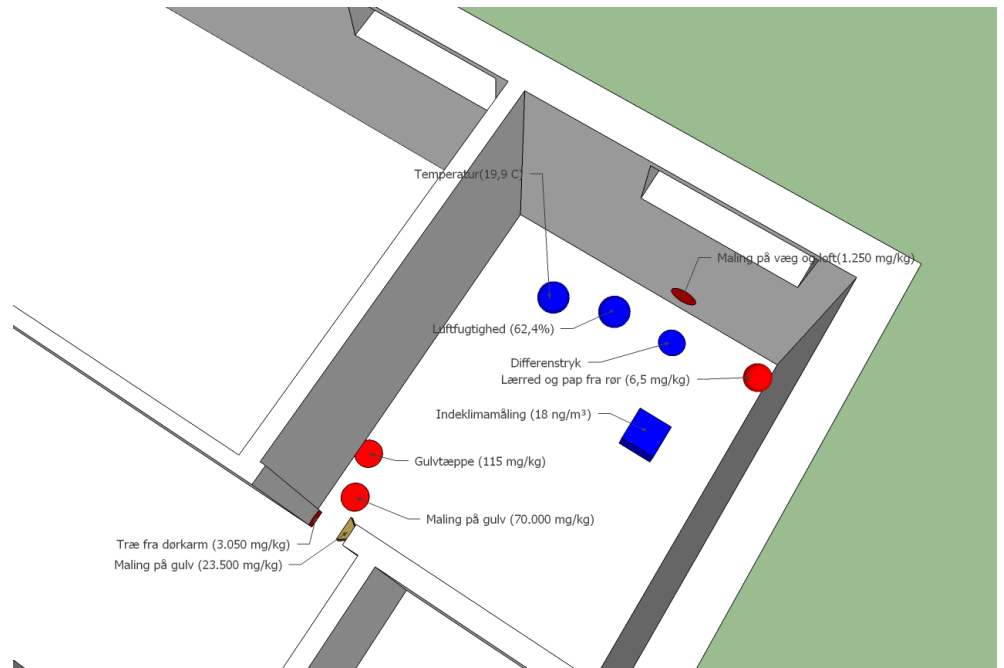 Temperatur(19,9 C)
Maling på væg og loft(1.250 mg/kg)
Luftfugtighed (62,4%)
Differenstryk
Lærred og pap fra rør (6,5 mg/kg)
Indeklimamåling (18 ng/m³)
Gulvtæppe (115 mg/kg)
Maling på gulv (70.000 mg/kg)
Træ fra dørkarm (3.050 mg/kg)
Maling på gulv (23.500 mg/kg)